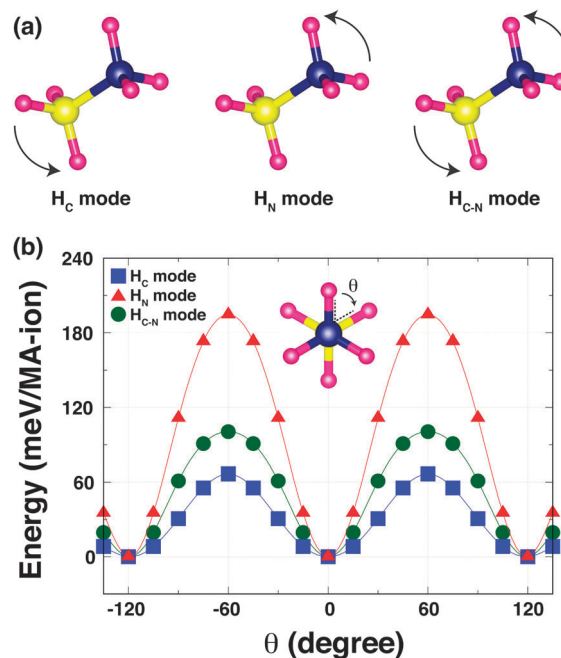 (a)
H_C mode
H_N mode
H_C-N mode
(b)
240
180
120
60
0
Energy (meV/MA-ion)
H_C mode
H_N mode
H_C-N mode
θ
-120
-60
0
60
120
θ (degree)